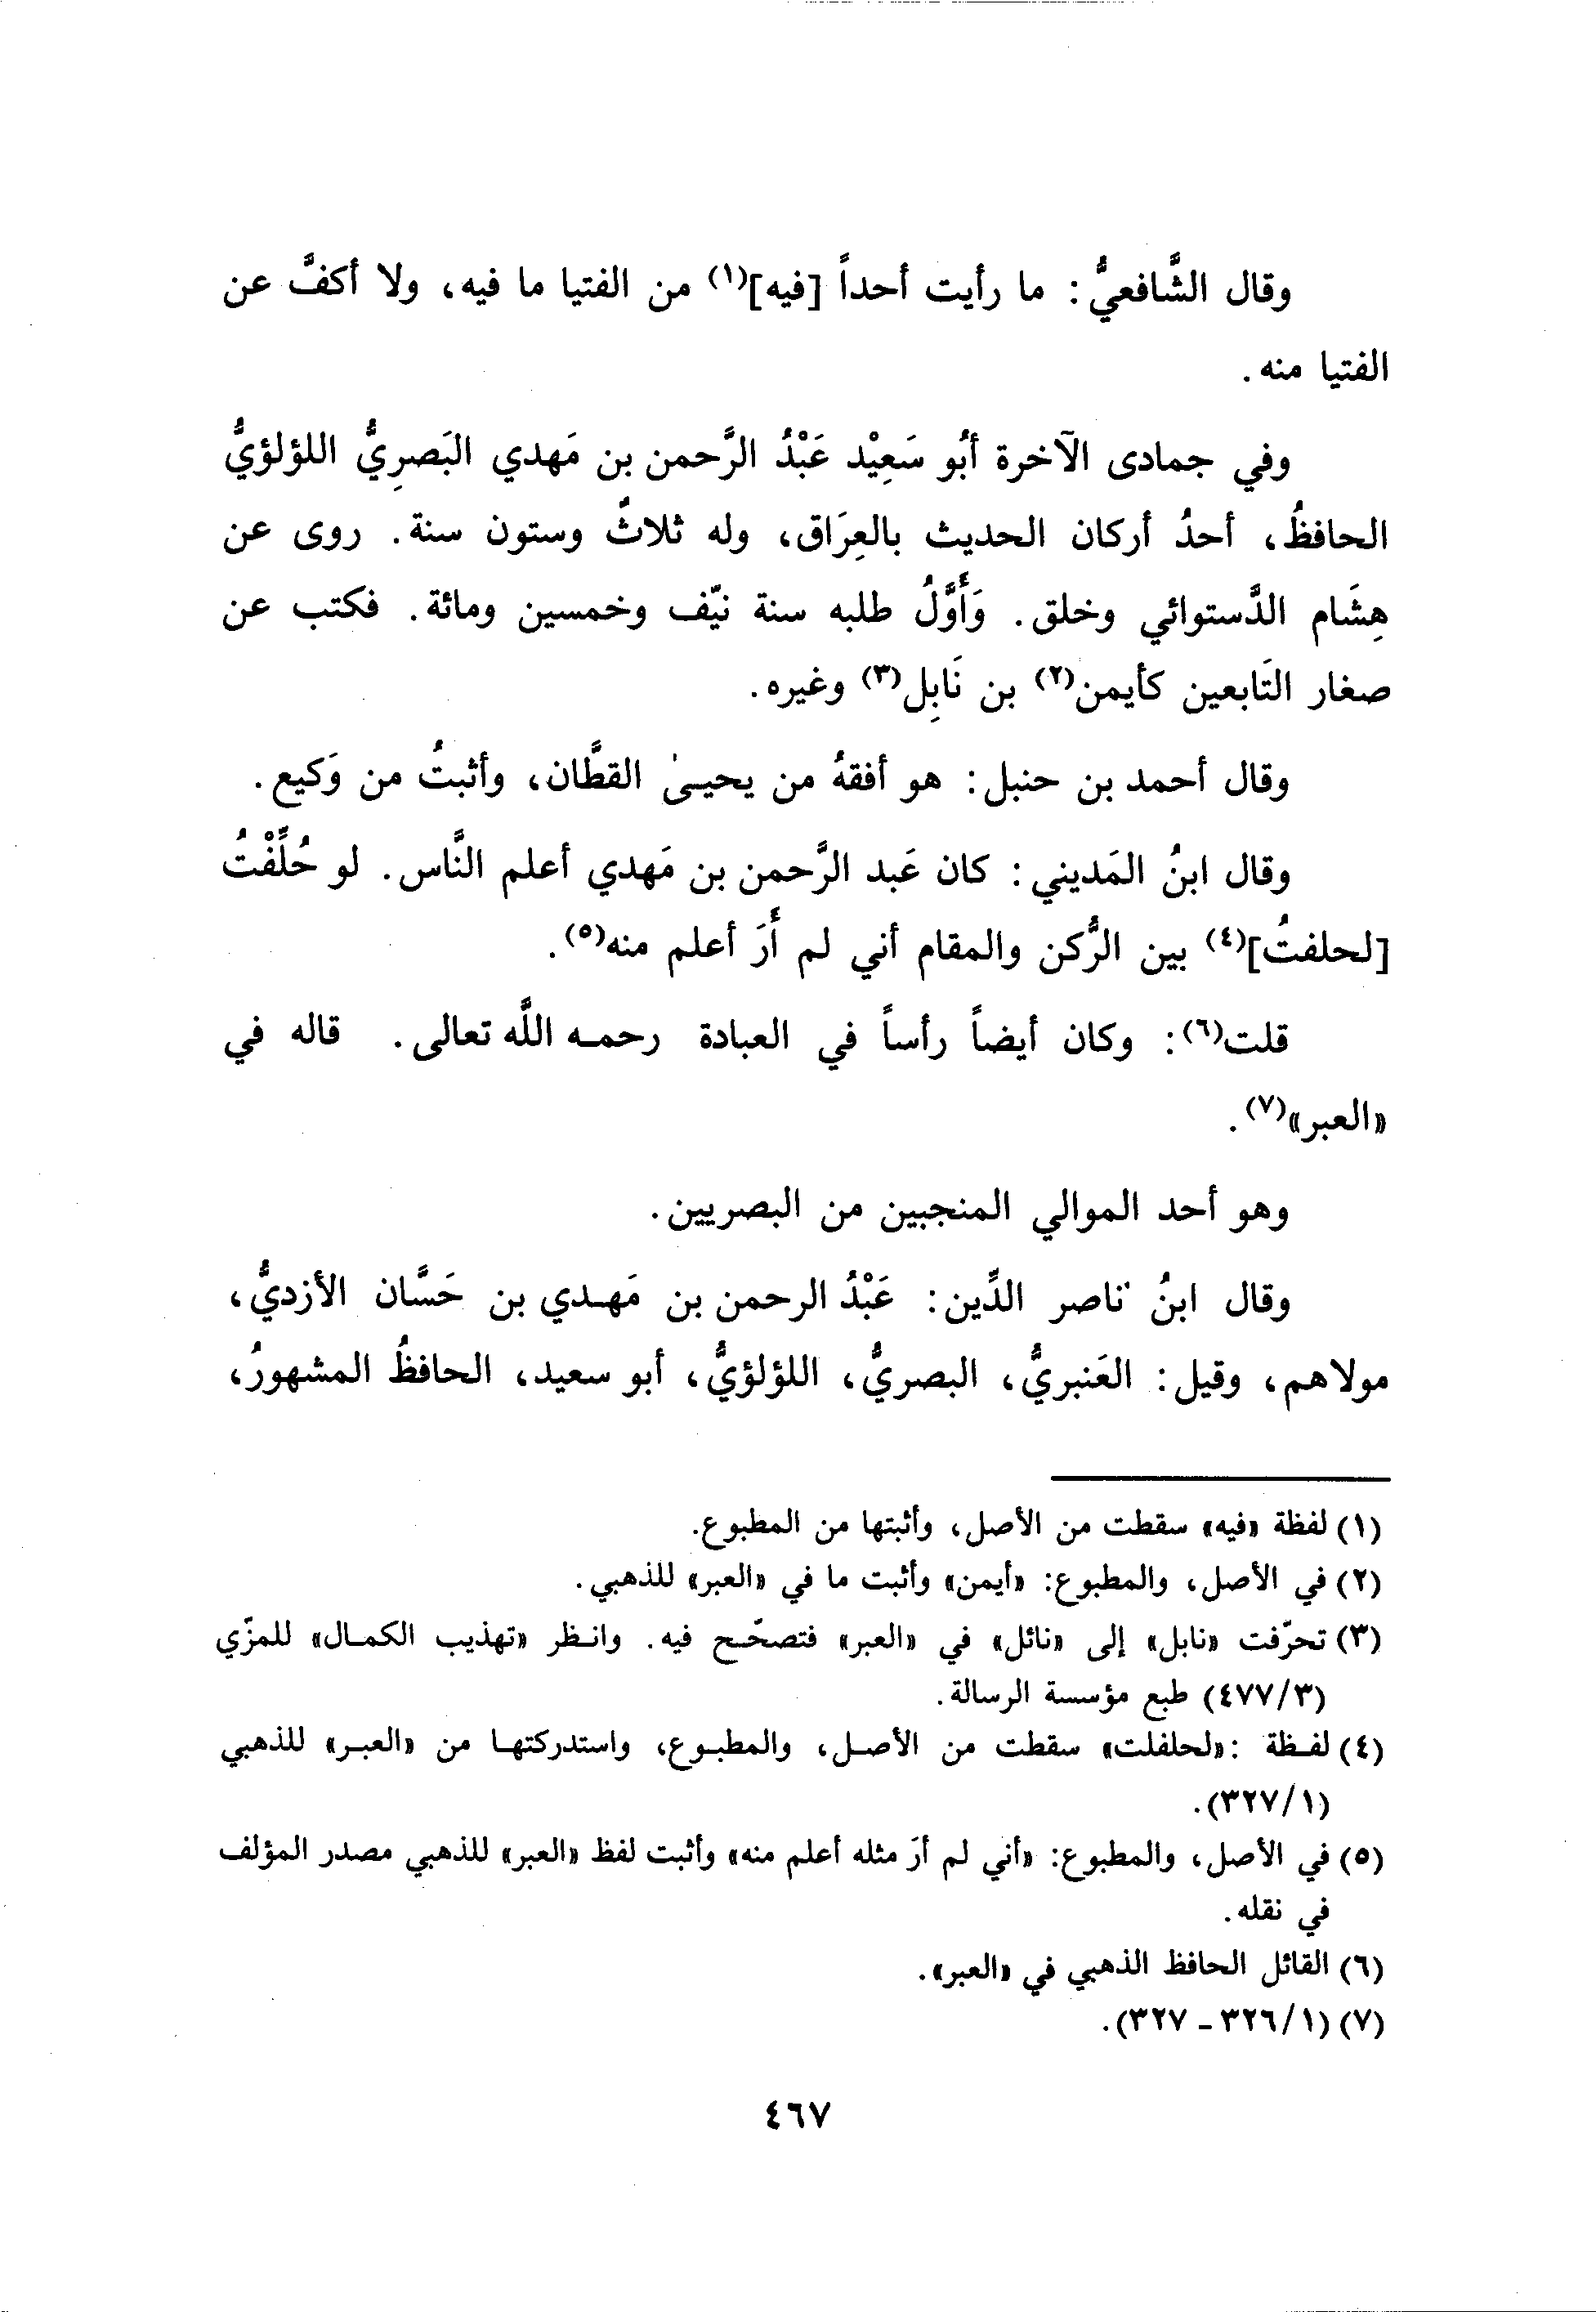 وقال الشَّافعيُّ: ما رأيت أحداً [فيه](١) من الفتيا ما فيه، ولا أكفَّ عن
الفتيا منه.
وفي جمادى الآخرة أبُو سَعِيْد عَبْدُ الرَّحمن بن مَهدي البَصرِيُّ اللؤلؤيُّ
الحافظُ، أحدُ أركان الحديث بالعِرَاق، وله ثلاثٌ وستون سنة. روى عن
هِشَام الدَّستوائي وخلق. وَأَوَّلُ طلبه سنة نيّف وخمسين ومائة. فكتب عن
صغار التَابعين كأيمن(٢) بن نَابِل(٣) وغيره.
وقال أحمد بن حنبل: هو أفقهُ من يحيىٰ القطَّان، وأثبتُ من وَكيع.
وقال ابنُ المَديني: كان عَبد الرَّحمن بن مَهدي أعلم النَّاس. لو حُلِّفْتُ
[لحلفتُ](٤) بين الرُّكن والمقام أني لم أَرَ أعلم منه(٥).
قلت(٦): وكان أيضاً رأساً في العبادة رحمه اللَّه تعالى. قاله في
«العبر»(٧).
وهو أحد الموالي المنجبين من البصريين.
وقال ابنُ ناصر الدِّين: عَبْدُ الرحمن بن مَهدي بن حَسَّان الأزديُّ،
مولاهم، وقيل: العَنبريُّ، البصريُّ، اللؤلؤيُّ، أبو سعيد، الحافظُ المشهورُ،
(١) لفظة «فيه» سقطت من الأصل، وأثبتها من المطبوع.
(٢) في الأصل، والمطبوع: «أيمن» وأثبت ما في «العبر» للذهبي.
(٣) تحرّفت «نابل» إلى «نائل» في «العبر» فتصحّح فيه. وانظر «تهذيب الكمال» للمزّي
(٤٧٧/٣) طبع مؤسسة الرسالة.
(٤) لفظة :«لحلفلت» سقطت من الأصل، والمطبوع، واستدركتها من «العبر» للذهبي
(٣٢٧/١).
(٥) في الأصل، والمطبوع: «أني لم أرَ مثله أعلم منه» وأثبت لفظ «العبر» للذهبي مصدر المؤلف
في نقله.
(٦) القائل الحافظ الذهبي في «العبر».
(٧) (٣٢٦/١ - ٣٢٧).
٤٦٧